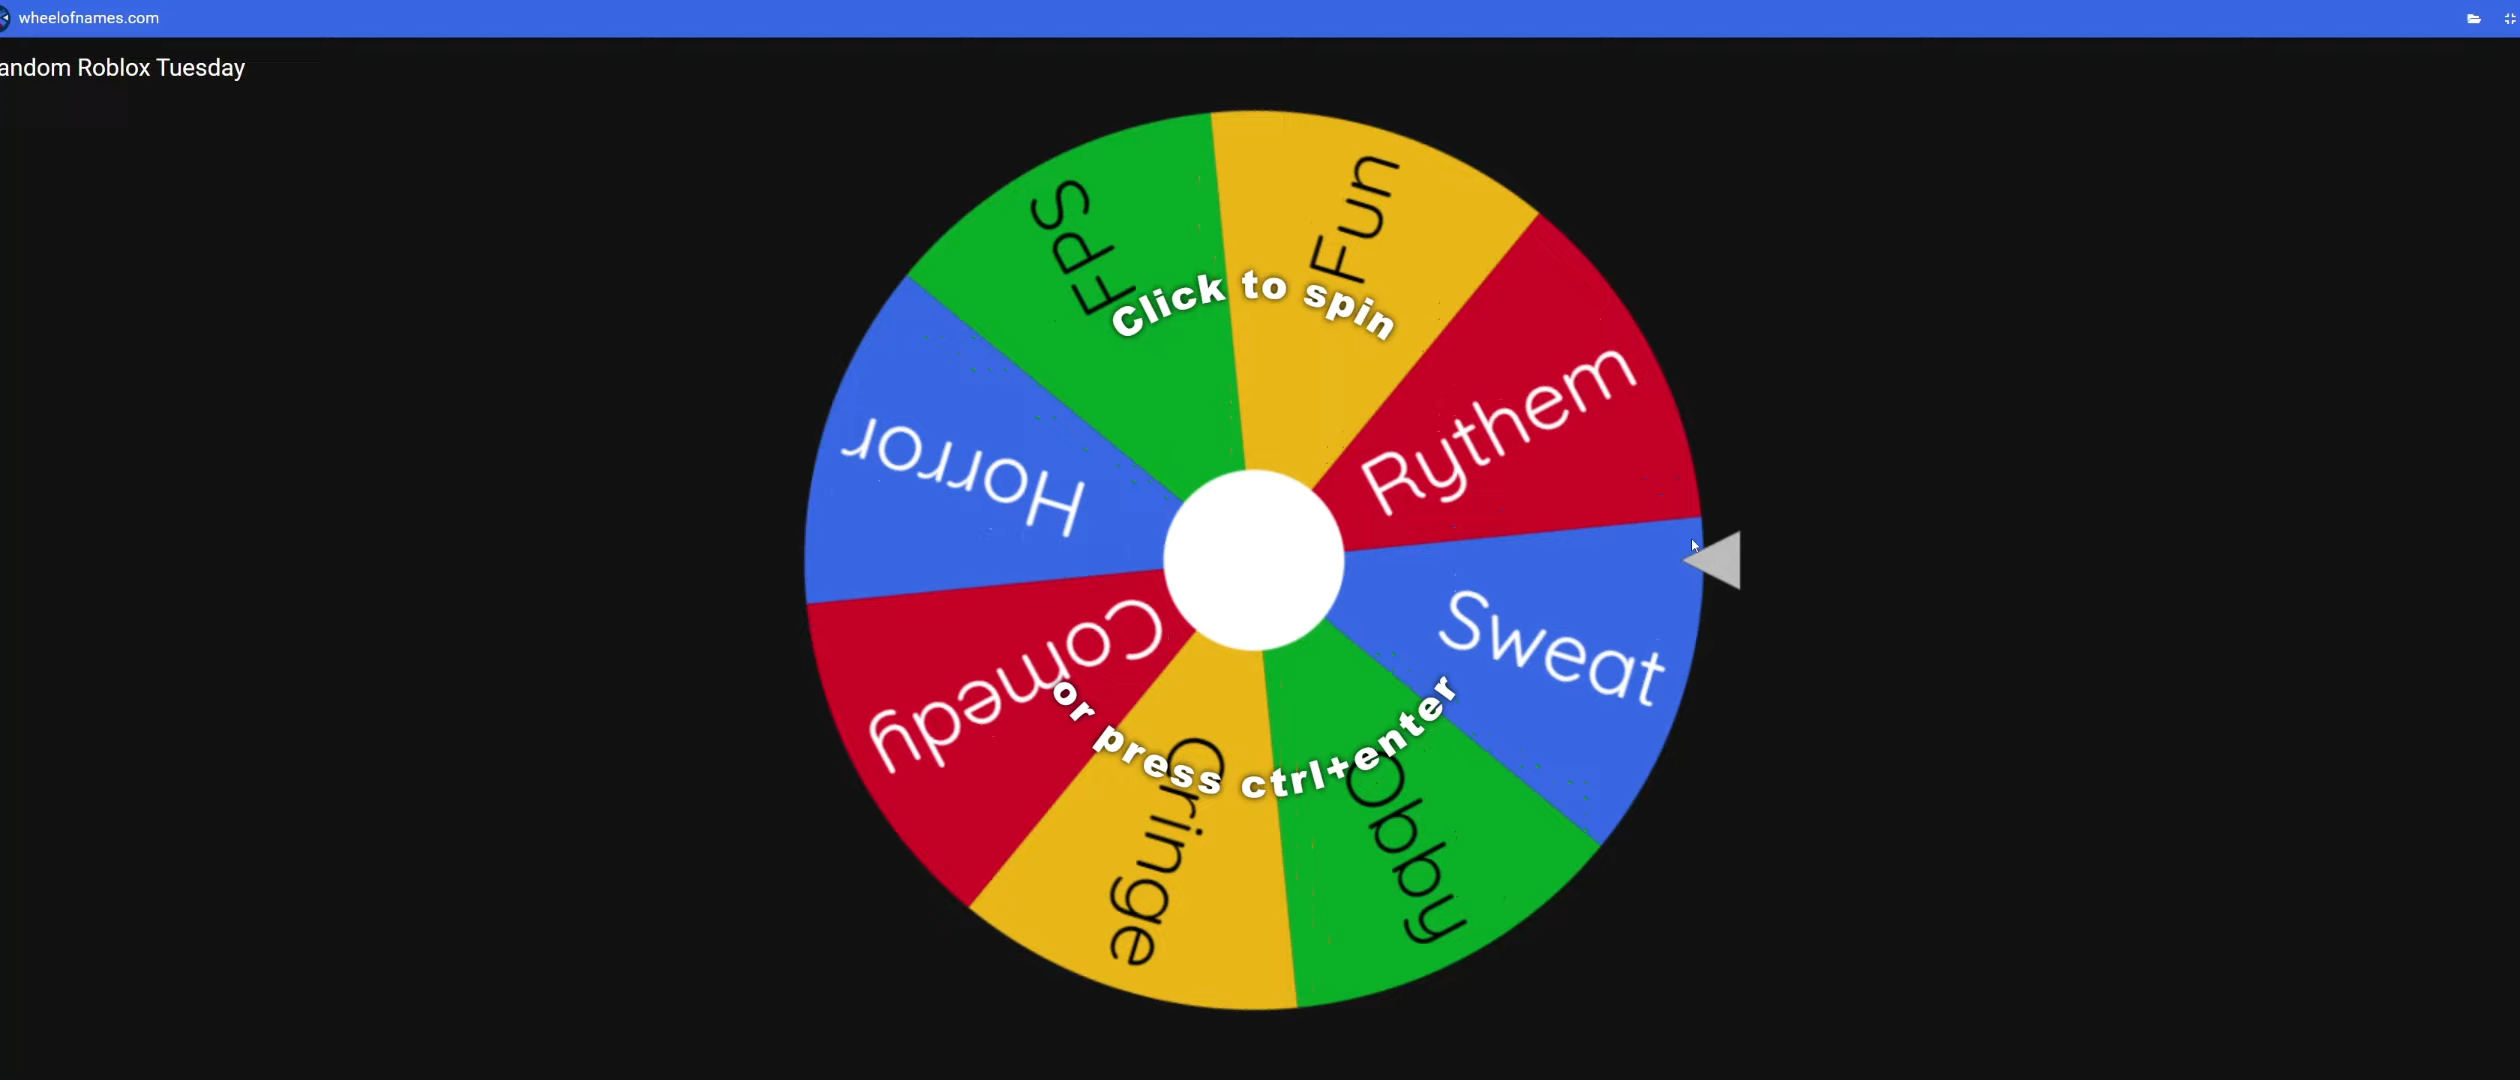 wheelofnames.com
andom Roblox Tuesday
FPS
Fun
Click to spin
Rythem
Horror
Sweat
Comedy
or press ctrl+enter
Cringe
Obby